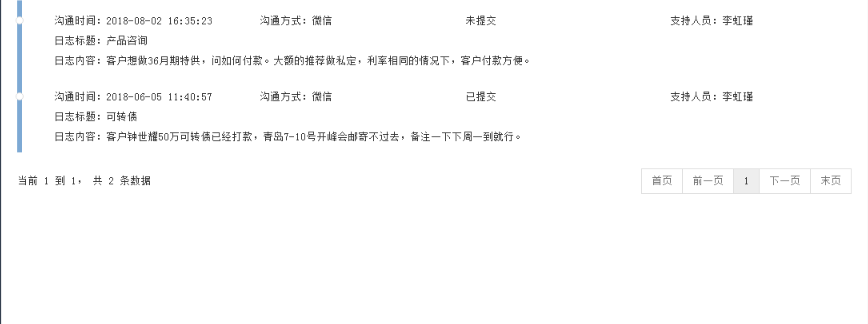 沟通时间: 2018-08-02 16:35:23 沟通方式: 微信 未提交 支持人员: 李虹瑾
日志标题: 产品咨询
日志内容: 客户想做36月期特供，问如何付款。大额的推荐做私定，利率相同的情况下，客户付款方便。
沟通时间: 2018-06-05 11:40:57 沟通方式: 微信 已提交 支持人员: 李虹瑾
日志标题: 可转债
日志内容: 客户钟世耀50万可转债已经打款，青岛7-10号开峰会邮寄不过去，备注一下下周一到就行。
当前 1 到 1， 共 2 条数据 首页 前一页 1 下一页 末页